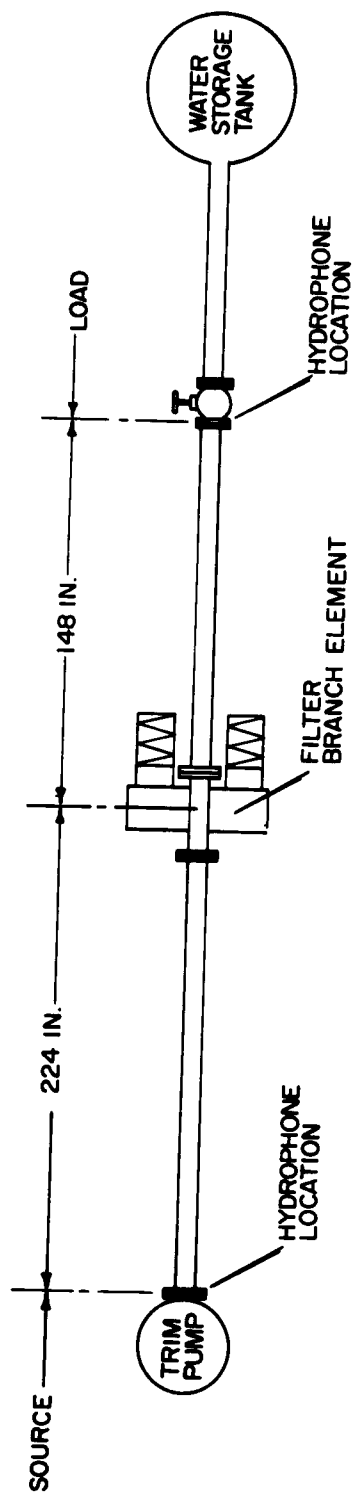 SOURCE
224 IN.
148 IN.
LOAD
TRIM
PUMP
HYDROPHONE
LOCATION
FILTER
BRANCH ELEMENT
HYDROPHONE
LOCATION
WATER
STORAGE
TANK